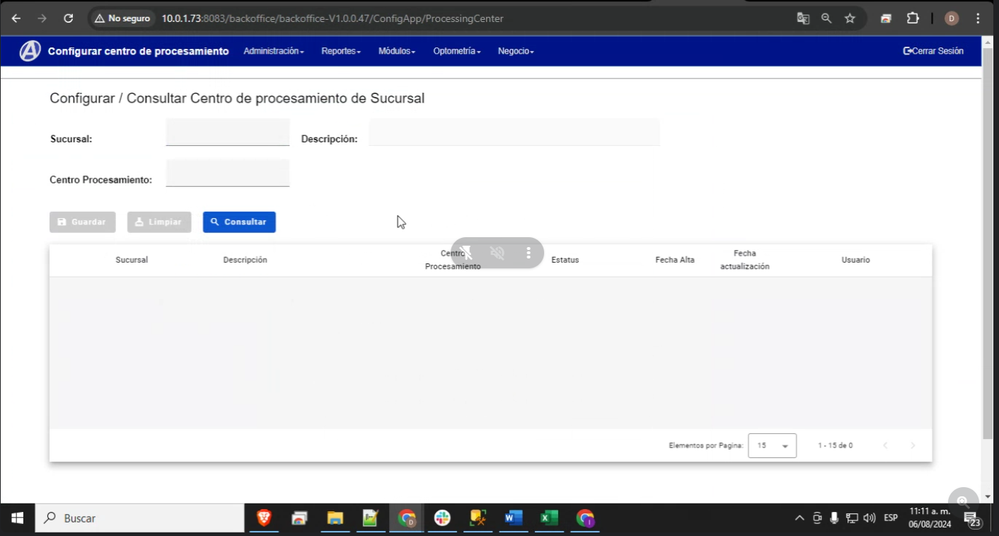 No seguro 10.0.1.73:8083/backoffice/backoffice-V1.0.0.47/ConfigApp/ProcessingCenter D
A Configurar centro de procesamiento Administración Reportes Módulos Optometría Negocio Cerrar Sesión
Configurar / Consultar Centro de procesamiento de Sucursal
Sucursal: Descripción:
Centro Procesamiento:
Guardar Limpiar Consultar
Sucursal Descripción Centro Procesamiento Estatus Fecha Alta Fecha actualización Usuario
Elementos por Pagina: 15 1 - 15 de 0
Buscar D W X I ESP 11:11 a. m.
06/08/2024 23